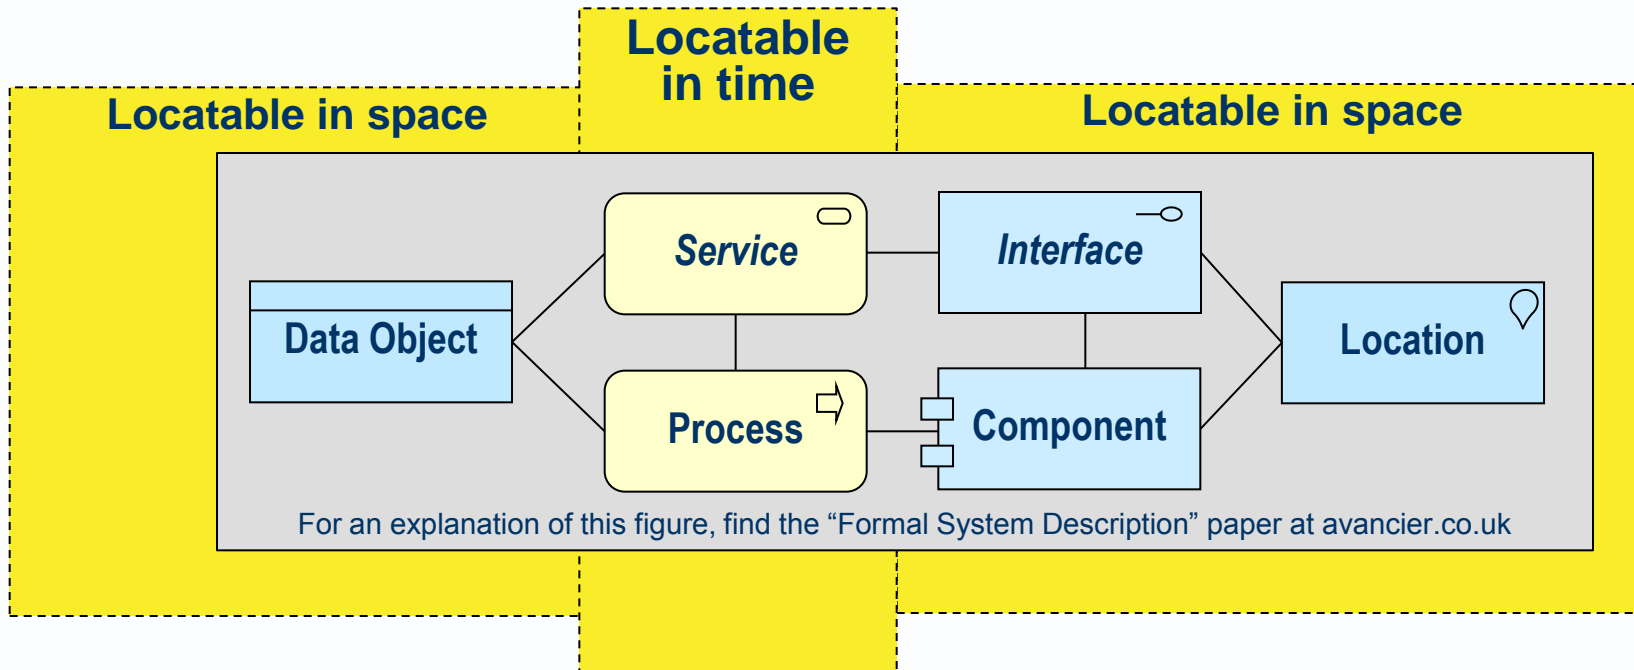 Locatable
in time
Locatable in space
Locatable in space
Service
Interface
Data Object
Location
Process
Component
For an explanation of this figure, find the “Formal System Description” paper at avancier.co.uk